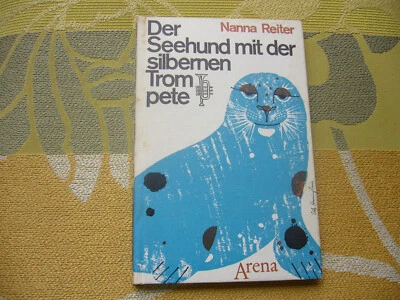 Nanna Reiter
Der
Seehund mit der
silbernen
Trom
pete
Arena